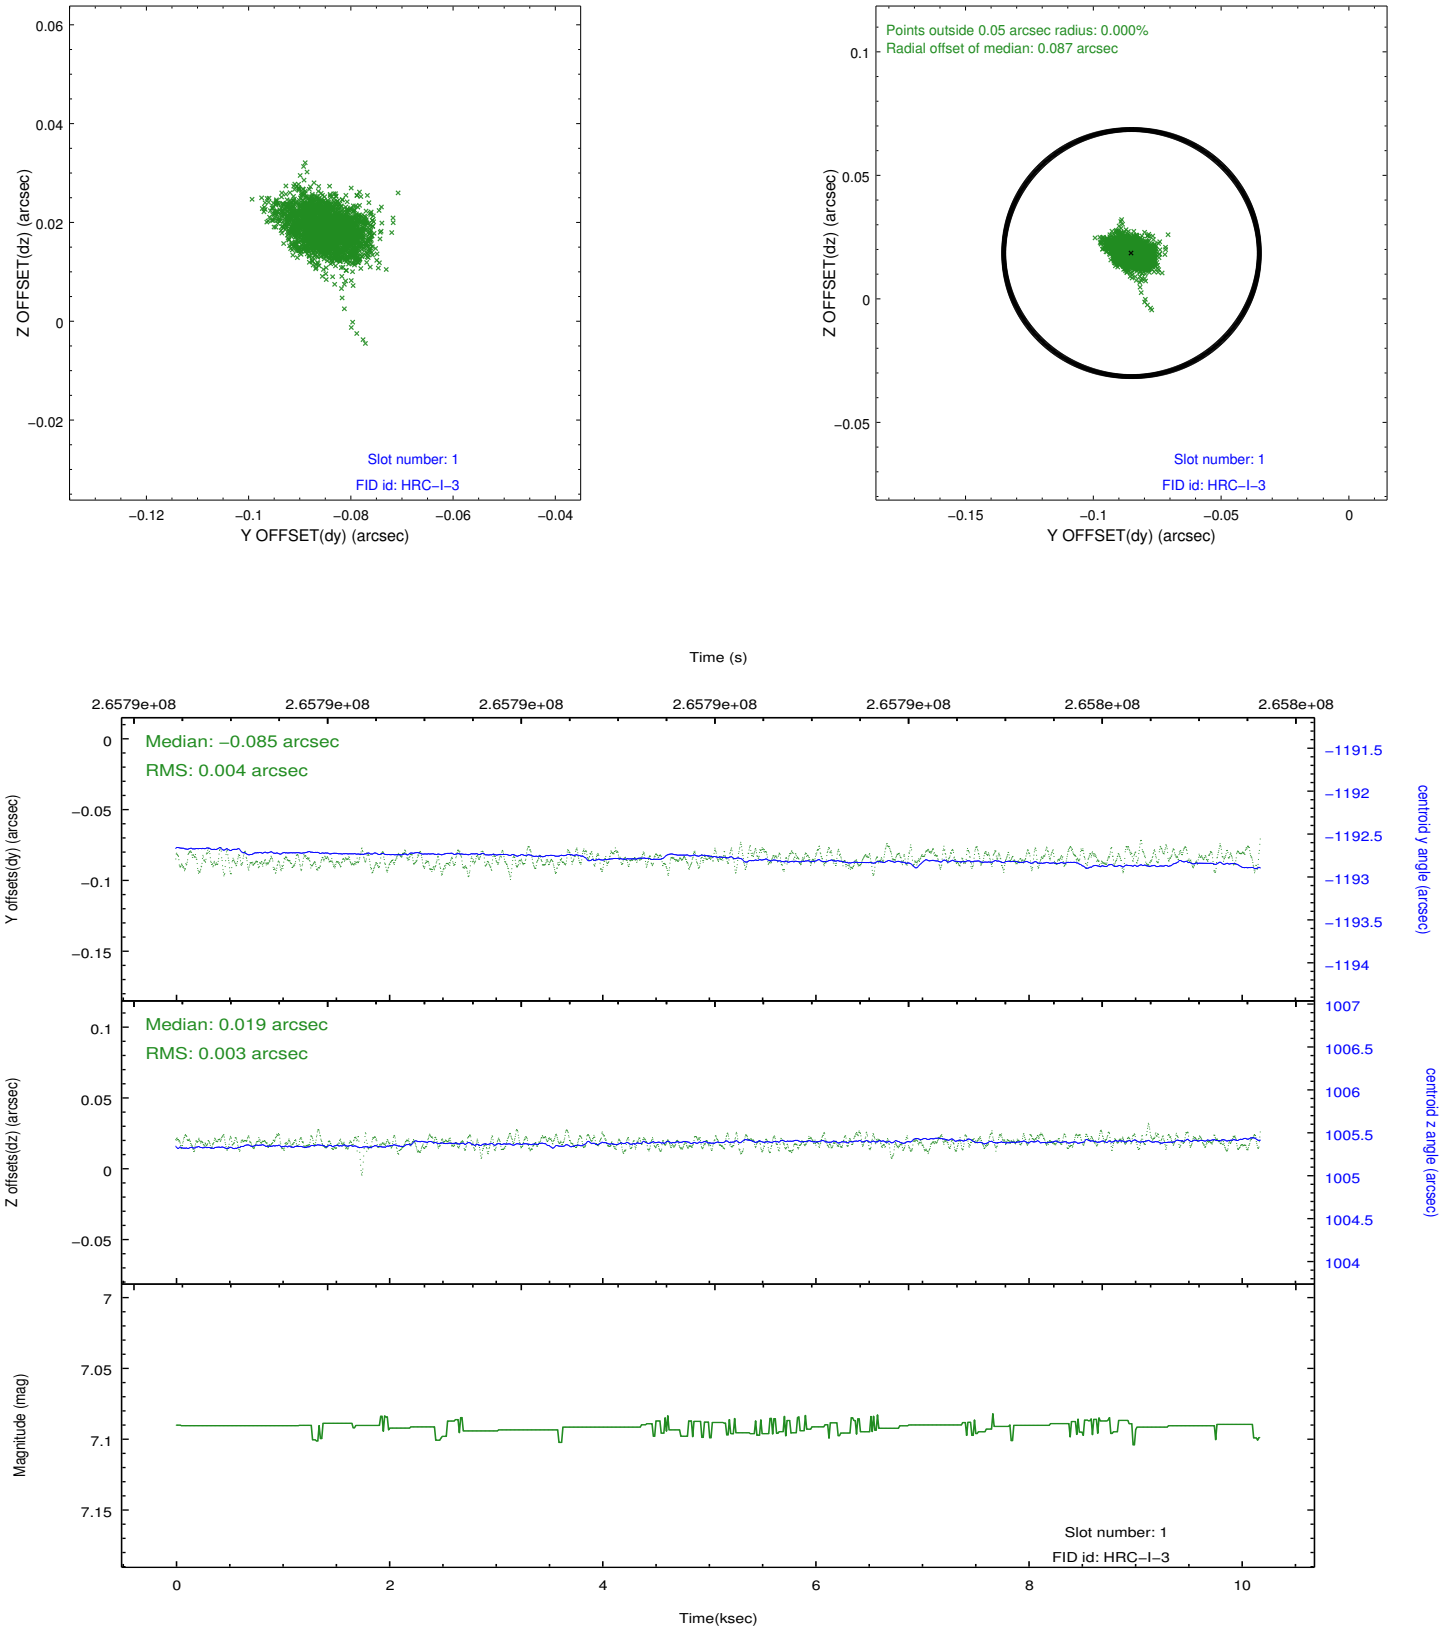 0.06
0.04
0.02
0
−0.02
Z OFFSET(dz) (arcsec)
Slot number: 1
FID id: HRC−I−3
−0.12 −0.1 −0.08 −0.06 −0.04
Y OFFSET(dy) (arcsec)
Points outside 0.05 arcsec radius: 0.000%
Radial offset of median: 0.087 arcsec
0.1
0.05
0
−0.05
Z OFFSET(dz) (arcsec)
Slot number: 1
FID id: HRC−I−3
−0.15 −0.1 −0.05 0
Y OFFSET(dy) (arcsec)
Time (s)
2.6579e+08 2.6579e+08 2.6579e+08 2.6579e+08 2.6579e+08 2.658e+08 2.658e+08
Median: −0.085 arcsec
RMS: 0.004 arcsec
0
−0.05
−0.1
−0.15
Y offsets(dy) (arcsec)
−1191.5
−1192
−1192.5
−1193
−1193.5
−1194
centroid y angle (arcsec)
Median: 0.019 arcsec
RMS: 0.003 arcsec
0.1
0.05
0
−0.05
Z offsets(dz) (arcsec)
1007
1006.5
1006
1005.5
1005
1004.5
1004
centroid z angle (arcsec)
7
7.05
7.1
7.15
Magnitude (mag)
Slot number: 1
FID id: HRC−I−3
0 2 4 6 8 10
Time(ksec)